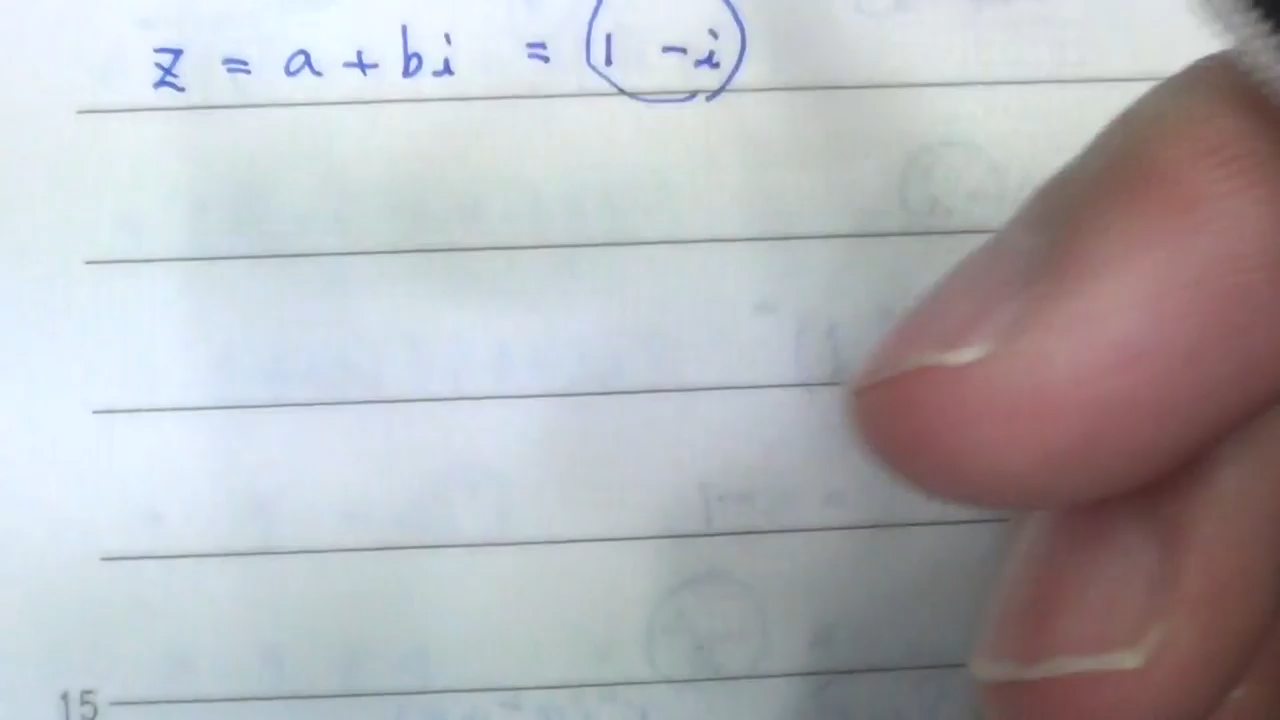 z = a + bi = 1 -i
15